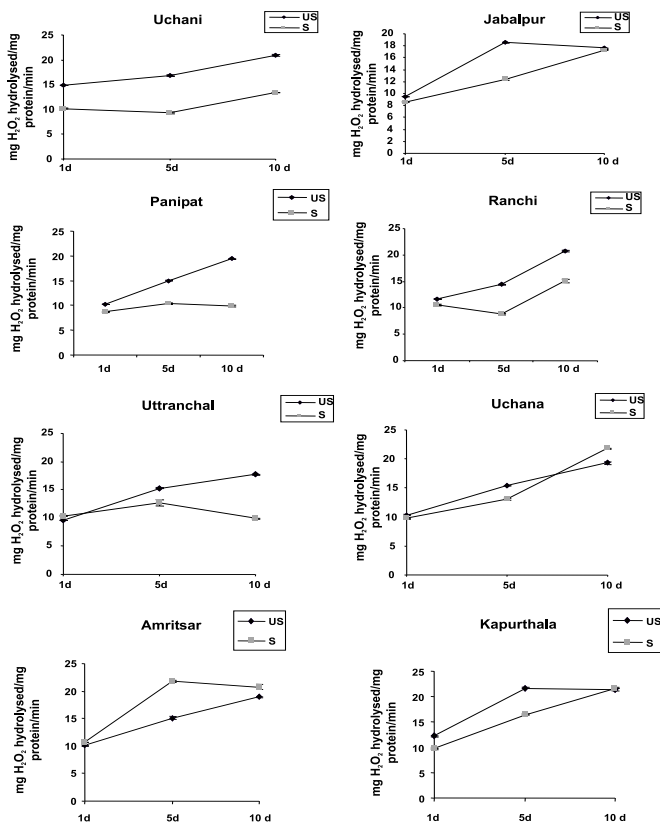 Uchani
US
S
mg H₂O₂ hydrolysed/mg
protein/min
25
20
15
10
5
0
1d
5d
10 d
Jabalpur
US
S
mg H₂O₂ hydrolysed/mg
protein/min
20
18
16
14
12
10
8
6
4
2
0
1d
5d
10 d
Panipat
US
S
mg H₂O₂ hydrolysed/mg
protein/min
25
20
15
10
5
0
1d
5d
10 d
Ranchi
US
S
mg H₂O₂ hydrolysed/mg
protein/min
25
20
15
10
5
0
1d
5d
10 d
Uttranchal
US
S
mg H₂O₂ hydrolysed/mg
protein/min
25
20
15
10
5
0
1d
5d
10 d
Uchana
US
S
mg H₂O₂ hydrolysed/mg
protein/min
25
20
15
10
5
0
1d
5d
10 d
Amritsar
US
S
mg H₂O₂ hydrolysed/mg
protein/min
25
20
15
10
5
0
1d
5d
10d
Kapurthala
US
S
mg H₂O₂ hydrolysed/mg
protein/min
25
20
15
10
5
0
1d
5d
10d